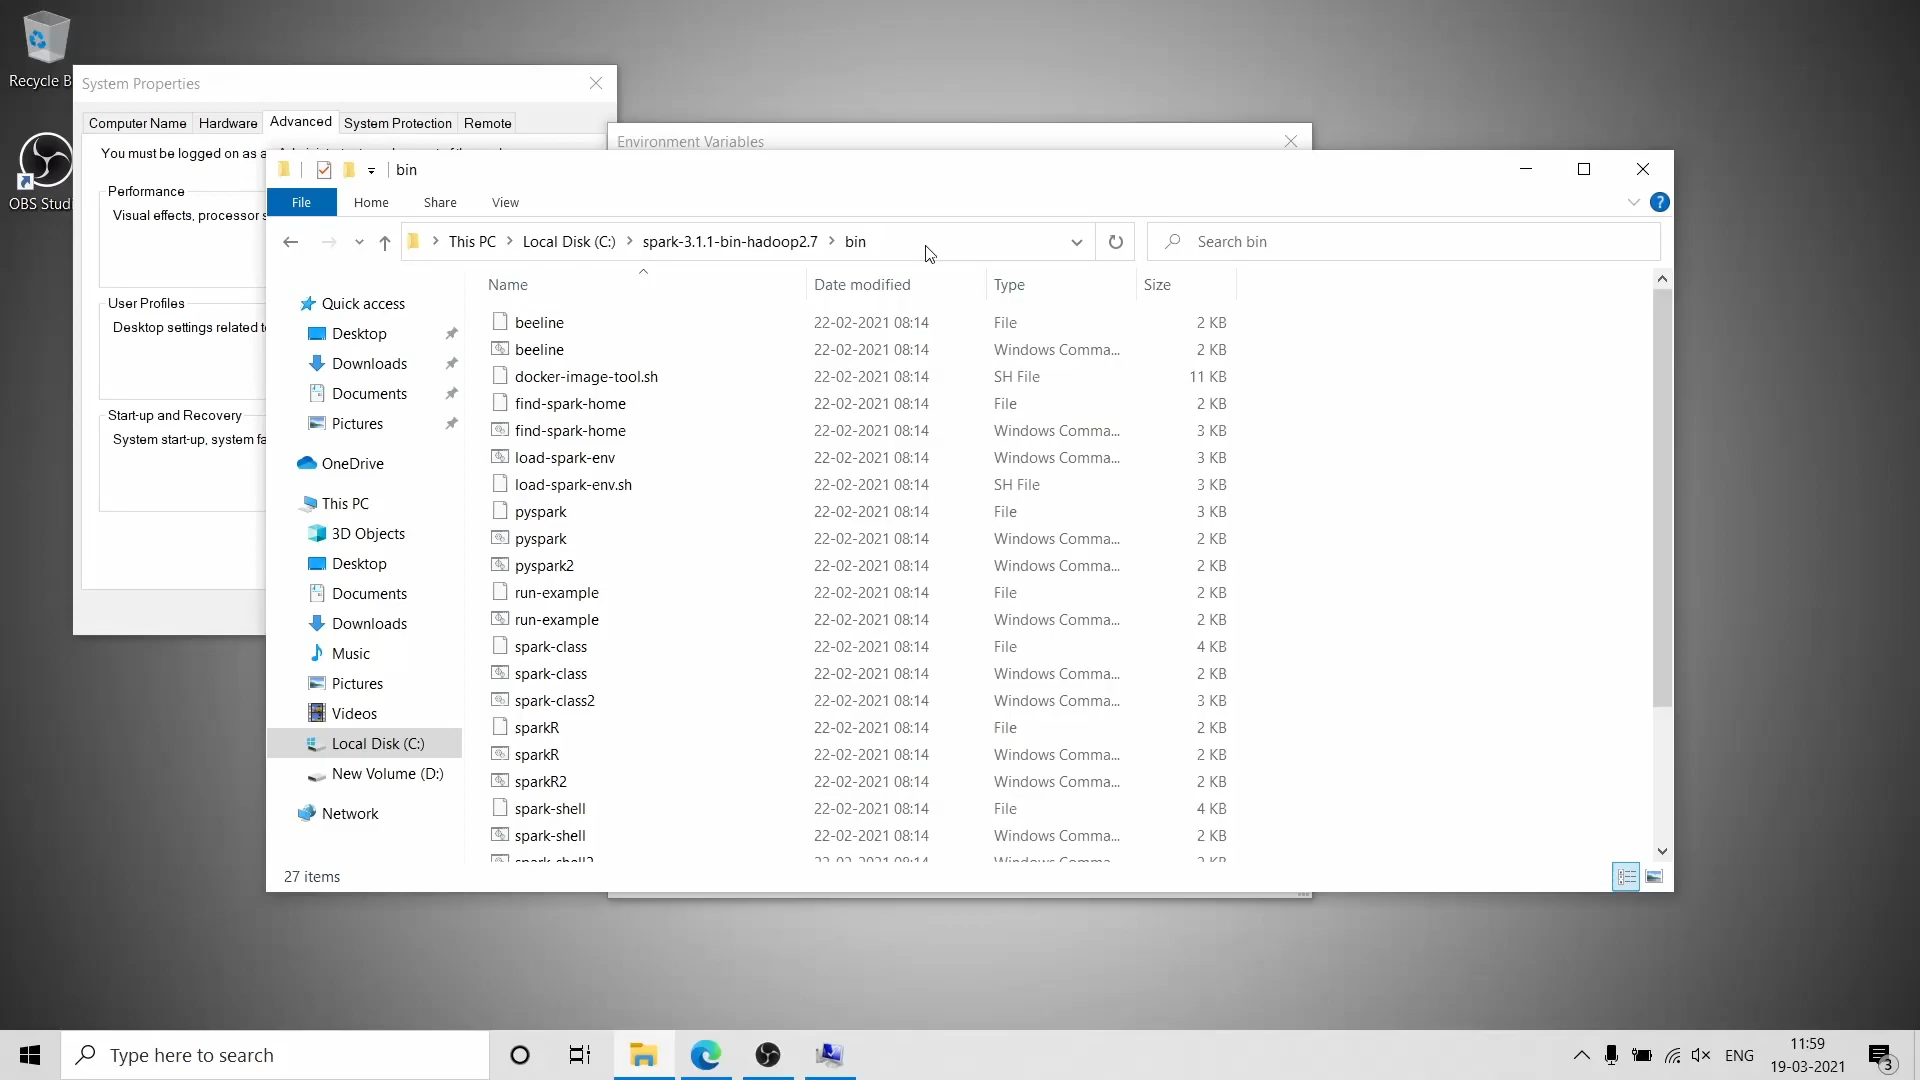 Recycle B
OBS Studi
System Properties
Computer Name
Hardware
Advanced
System Protection
Remote
You must be logged on as a
Performance
Visual effects, processor s
User Profiles
Desktop settings related t
Start-up and Recovery
System start-up, system fa
Environment Variables
bin
File
Home
Share
View
?
This PC
Local Disk (C:)
spark-3.1.1-bin-hadoop2.7
bin
Search bin
Quick access
Desktop
Downloads
Documents
Pictures
OneDrive
This PC
3D Objects
Desktop
Documents
Downloads
Music
Pictures
Videos
Local Disk (C:)
New Volume (D:)
Network
Name Date modified Type Size
beeline 22-02-2021 08:14 File 2 KB
beeline 22-02-2021 08:14 Windows Comma... 2 KB
docker-image-tool.sh 22-02-2021 08:14 SH File 11 KB
find-spark-home 22-02-2021 08:14 File 2 KB
find-spark-home 22-02-2021 08:14 Windows Comma... 3 KB
load-spark-env 22-02-2021 08:14 Windows Comma... 3 KB
load-spark-env.sh 22-02-2021 08:14 SH File 3 KB
pyspark 22-02-2021 08:14 File 3 KB
pyspark 22-02-2021 08:14 Windows Comma... 2 KB
pyspark2 22-02-2021 08:14 Windows Comma... 2 KB
run-example 22-02-2021 08:14 File 2 KB
run-example 22-02-2021 08:14 Windows Comma... 2 KB
spark-class 22-02-2021 08:14 File 4 KB
spark-class 22-02-2021 08:14 Windows Comma... 2 KB
spark-class2 22-02-2021 08:14 Windows Comma... 3 KB
sparkR 22-02-2021 08:14 File 2 KB
sparkR 22-02-2021 08:14 Windows Comma... 2 KB
sparkR2 22-02-2021 08:14 Windows Comma... 2 KB
spark-shell 22-02-2021 08:14 File 4 KB
spark-shell 22-02-2021 08:14 Windows Comma... 2 KB
27 items
Type here to search
ENG
11:59
19-03-2021
3